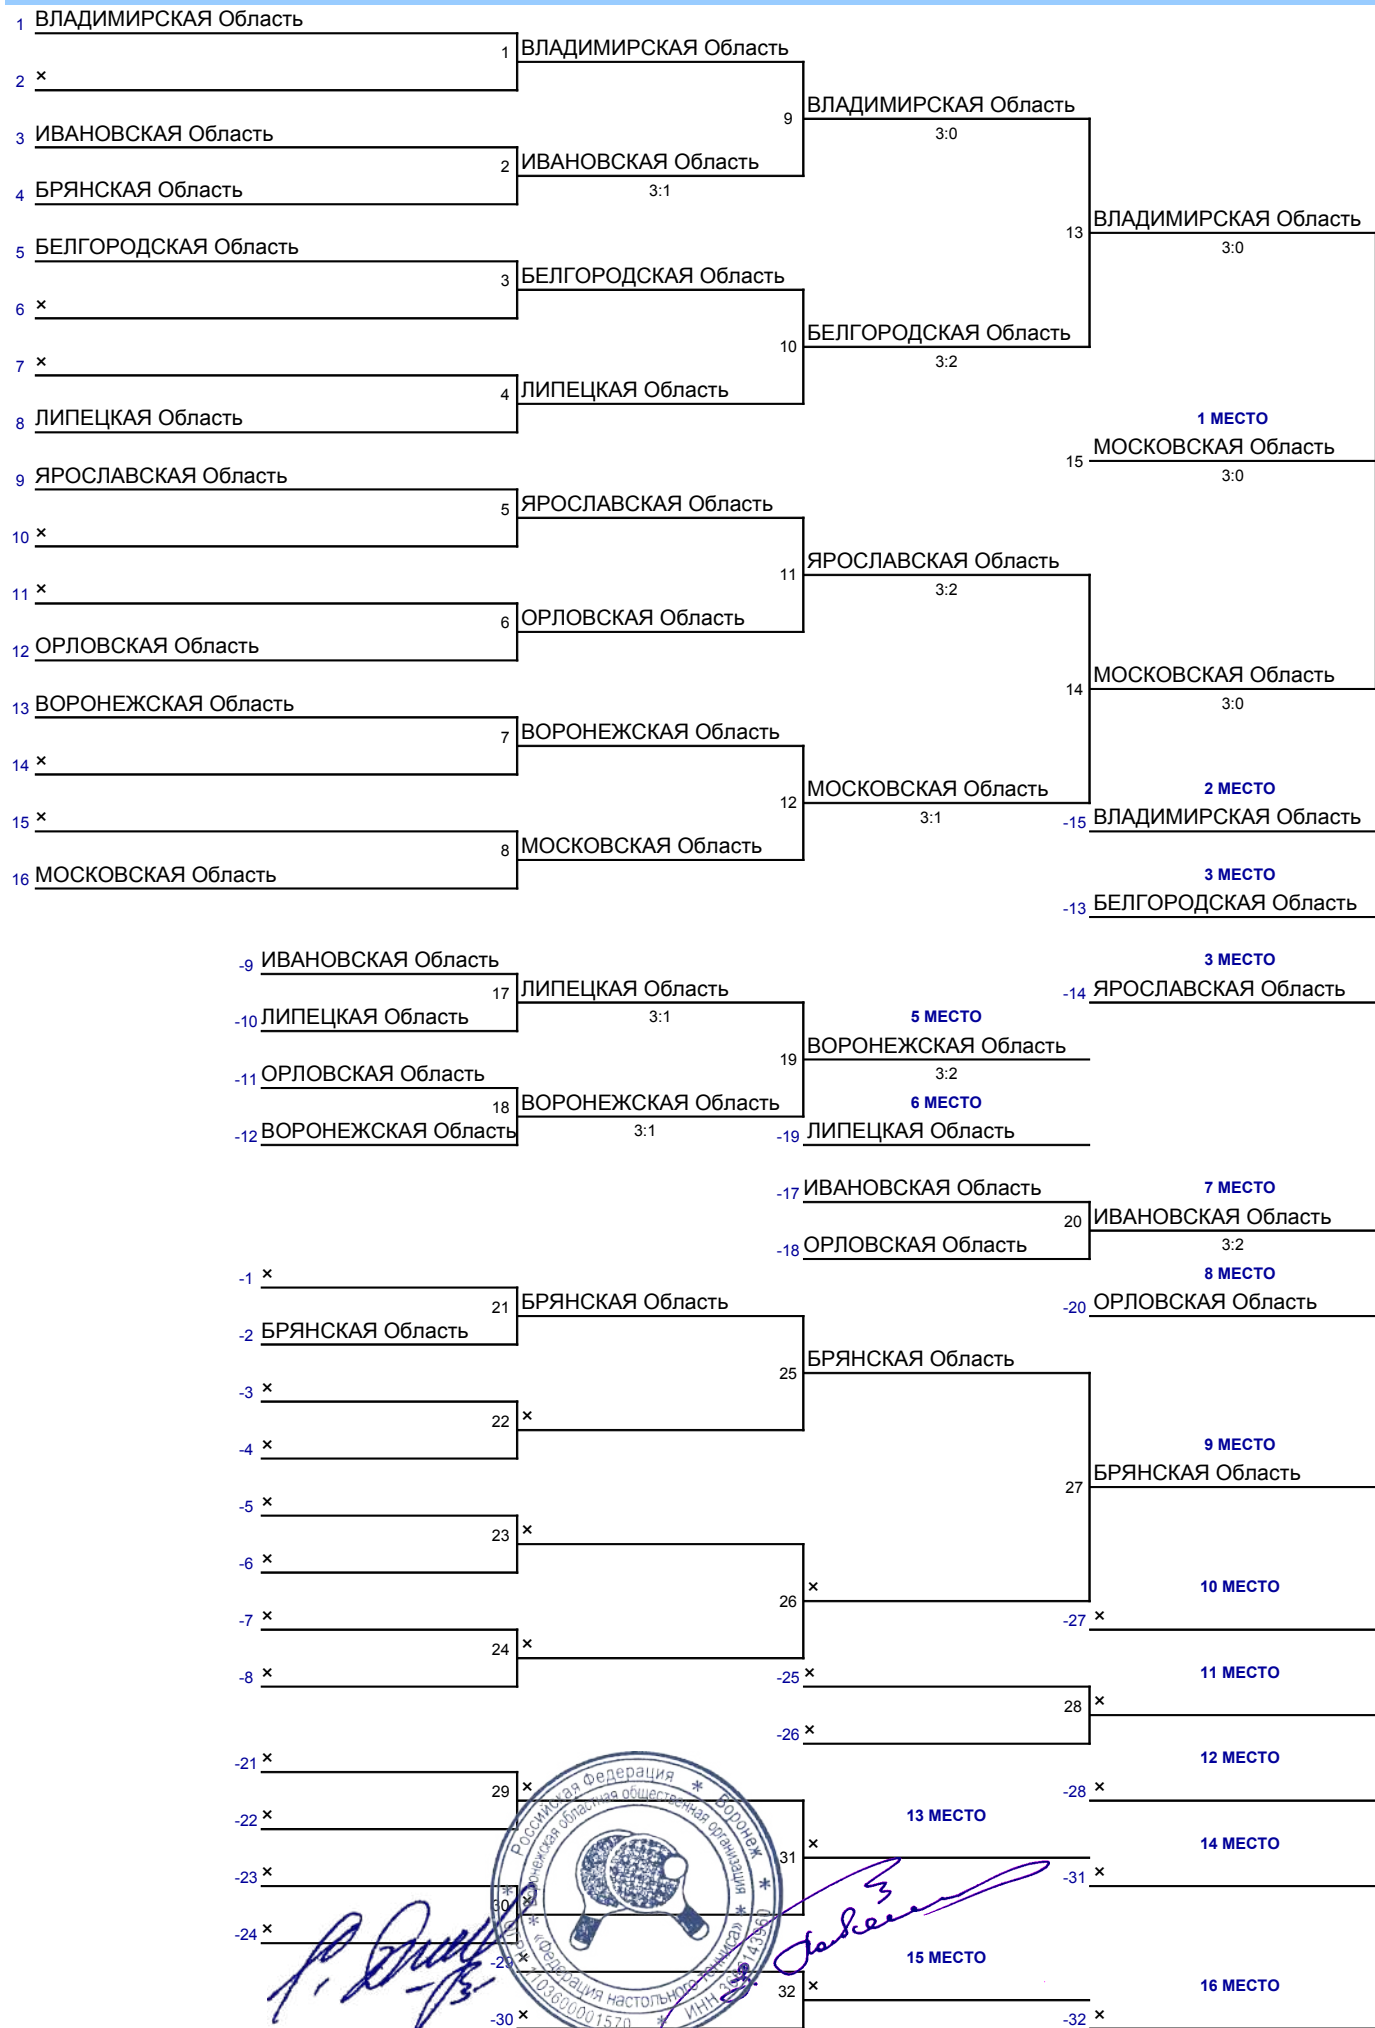 1 ВЛАДИМИРСКАЯ Область
1 ВЛАДИМИРСКАЯ Область
2 ×
9 ВЛАДИМИРСКАЯ Область
3:0
3 ИВАНОВСКАЯ Область
2 ИВАНОВСКАЯ Область
3:1
4 БРЯНСКАЯ Область
13 ВЛАДИМИРСКАЯ Область
3:0
5 БЕЛГОРОДСКАЯ Область
3 БЕЛГОРОДСКАЯ Область
6 ×
10 БЕЛГОРОДСКАЯ Область
3:2
7 ×
4 ЛИПЕЦКАЯ Область
8 ЛИПЕЦКАЯ Область
1 МЕСТО
15 МОСКОВСКАЯ Область
3:0
9 ЯРОСЛАВСКАЯ Область
5 ЯРОСЛАВСКАЯ Область
10 ×
11 ЯРОСЛАВСКАЯ Область
3:2
11 ×
6 ОРЛОВСКАЯ Область
12 ОРЛОВСКАЯ Область
14 МОСКОВСКАЯ Область
3:0
13 ВОРОНЕЖСКАЯ Область
7 ВОРОНЕЖСКАЯ Область
14 ×
12 МОСКОВСКАЯ Область
3:1
2 МЕСТО
-15 ВЛАДИМИРСКАЯ Область
15 ×
8 МОСКОВСКАЯ Область
16 МОСКОВСКАЯ Область
3 МЕСТО
-13 БЕЛГОРОДСКАЯ Область
3 МЕСТО
-14 ЯРОСЛАВСКАЯ Область
-9 ИВАНОВСКАЯ Область
17 ЛИПЕЦКАЯ Область
3:1
-10 ЛИПЕЦКАЯ Область
5 МЕСТО
19 ВОРОНЕЖСКАЯ Область
3:2
-11 ОРЛОВСКАЯ Область
18 ВОРОНЕЖСКАЯ Область
3:1
-12 ВОРОНЕЖСКАЯ Область
6 МЕСТО
-19 ЛИПЕЦКАЯ Область
-17 ИВАНОВСКАЯ Область
7 МЕСТО
20 ИВАНОВСКАЯ Область
3:2
-18 ОРЛОВСКАЯ Область
8 МЕСТО
-20 ОРЛОВСКАЯ Область
-1 ×
21 БРЯНСКАЯ Область
-2 БРЯНСКАЯ Область
25 БРЯНСКАЯ Область
-3 ×
22 ×
-4 ×
9 МЕСТО
27 БРЯНСКАЯ Область
-5 ×
23 ×
-6 ×
26 ×
10 МЕСТО
-27 ×
-7 ×
24 ×
-8 ×
-25 ×
11 МЕСТО
28 ×
-26 ×
12 МЕСТО
-28 ×
-21 ×
29 ×
-22 ×
13 МЕСТО
31 ×
14 МЕСТО
-31 ×
-23 ×
30 ×
-24 ×
-29 ×
15 МЕСТО
32 ×
16 МЕСТО
-30 ×
-32 ×
Российская Федерация * Воронеж *
Воронежская областная общественная организация
«Федерация настольного тенниса»